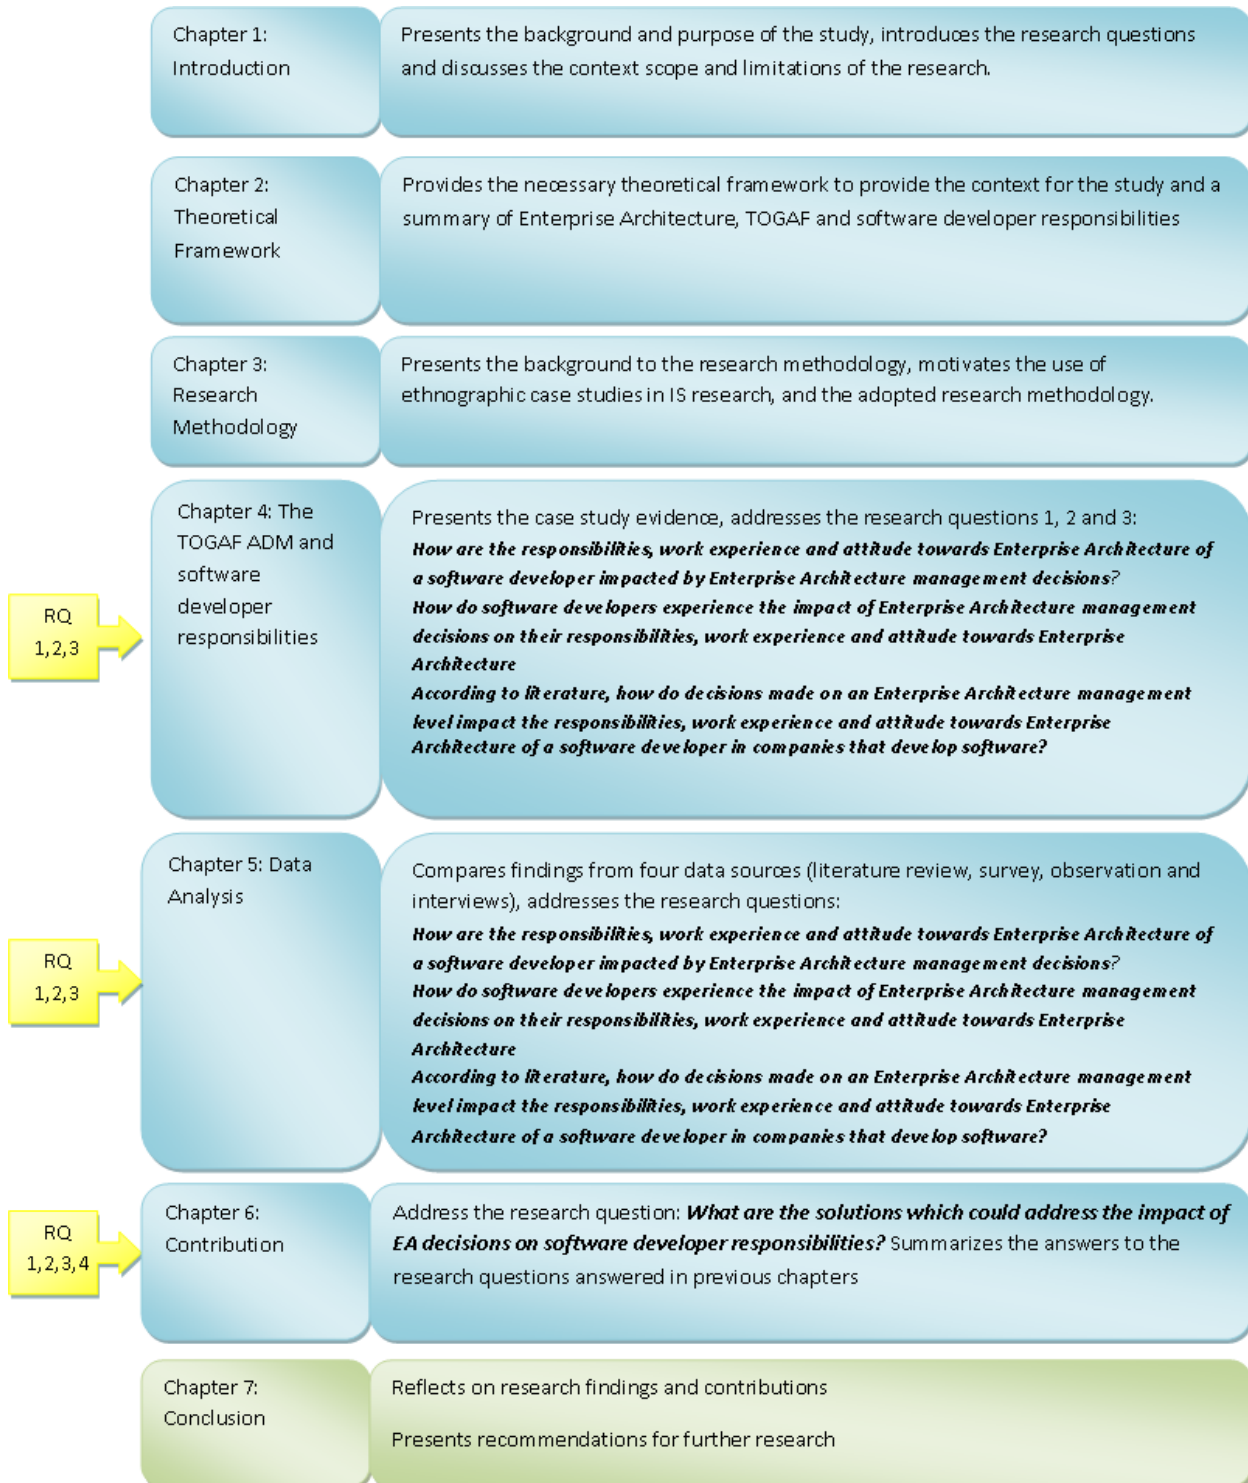 Chapter 1:
Introduction
Presents the background and purpose of the study, introduces the research questions
and discusses the context scope and limitations of the research.
Chapter 2:
Theoretical
Framework
Provides the necessary theoretical framework to provide the context for the study and a
summary of Enterprise Architecture, TOGAF and software developer responsibilities
Chapter 3:
Research
Methodology
Presents the background to the research methodology, motivates the use of
ethnographic case studies in IS research, and the adopted research methodology.
RQ
1,2,3
Chapter 4: The
TOGAF ADM and
software
developer
responsibilities
Presents the case study evidence, addresses the research questions 1, 2 and 3:
How are the responsibilities, work experience and attitude towards Enterprise Architecture of
a software developer impacted by Enterprise Architecture management decisions?
How do software developers experience the impact of Enterprise Architecture management
decisions on their responsibilities, work experience and attitude towards Enterprise
Architecture
According to literature, how do decisions made on an Enterprise Architecture management
level impact the responsibilities, work experience and attitude towards Enterprise
Architecture of a software developer in companies that develop software?
RQ
1,2,3
Chapter 5: Data
Analysis
Compares findings from four data sources (literature review, survey, observation and
interviews), addresses the research questions:
How are the responsibilities, work experience and attitude towards Enterprise Architecture of
a software developer impacted by Enterprise Architecture management decisions?
How do software developers experience the impact of Enterprise Architecture management
decisions on their responsibilities, work experience and attitude towards Enterprise
Architecture
According to literature, how do decisions made on an Enterprise Architecture management
level impact the responsibilities, work experience and attitude towards Enterprise
Architecture of a software developer in companies that develop software?
RQ
1,2,3,4
Chapter 6:
Contribution
Address the research question: What are the solutions which could address the impact of
EA decisions on software developer responsibilities? Summarizes the answers to the
research questions answered in previous chapters
Chapter 7:
Conclusion
Reflects on research findings and contributions
Presents recommendations for further research